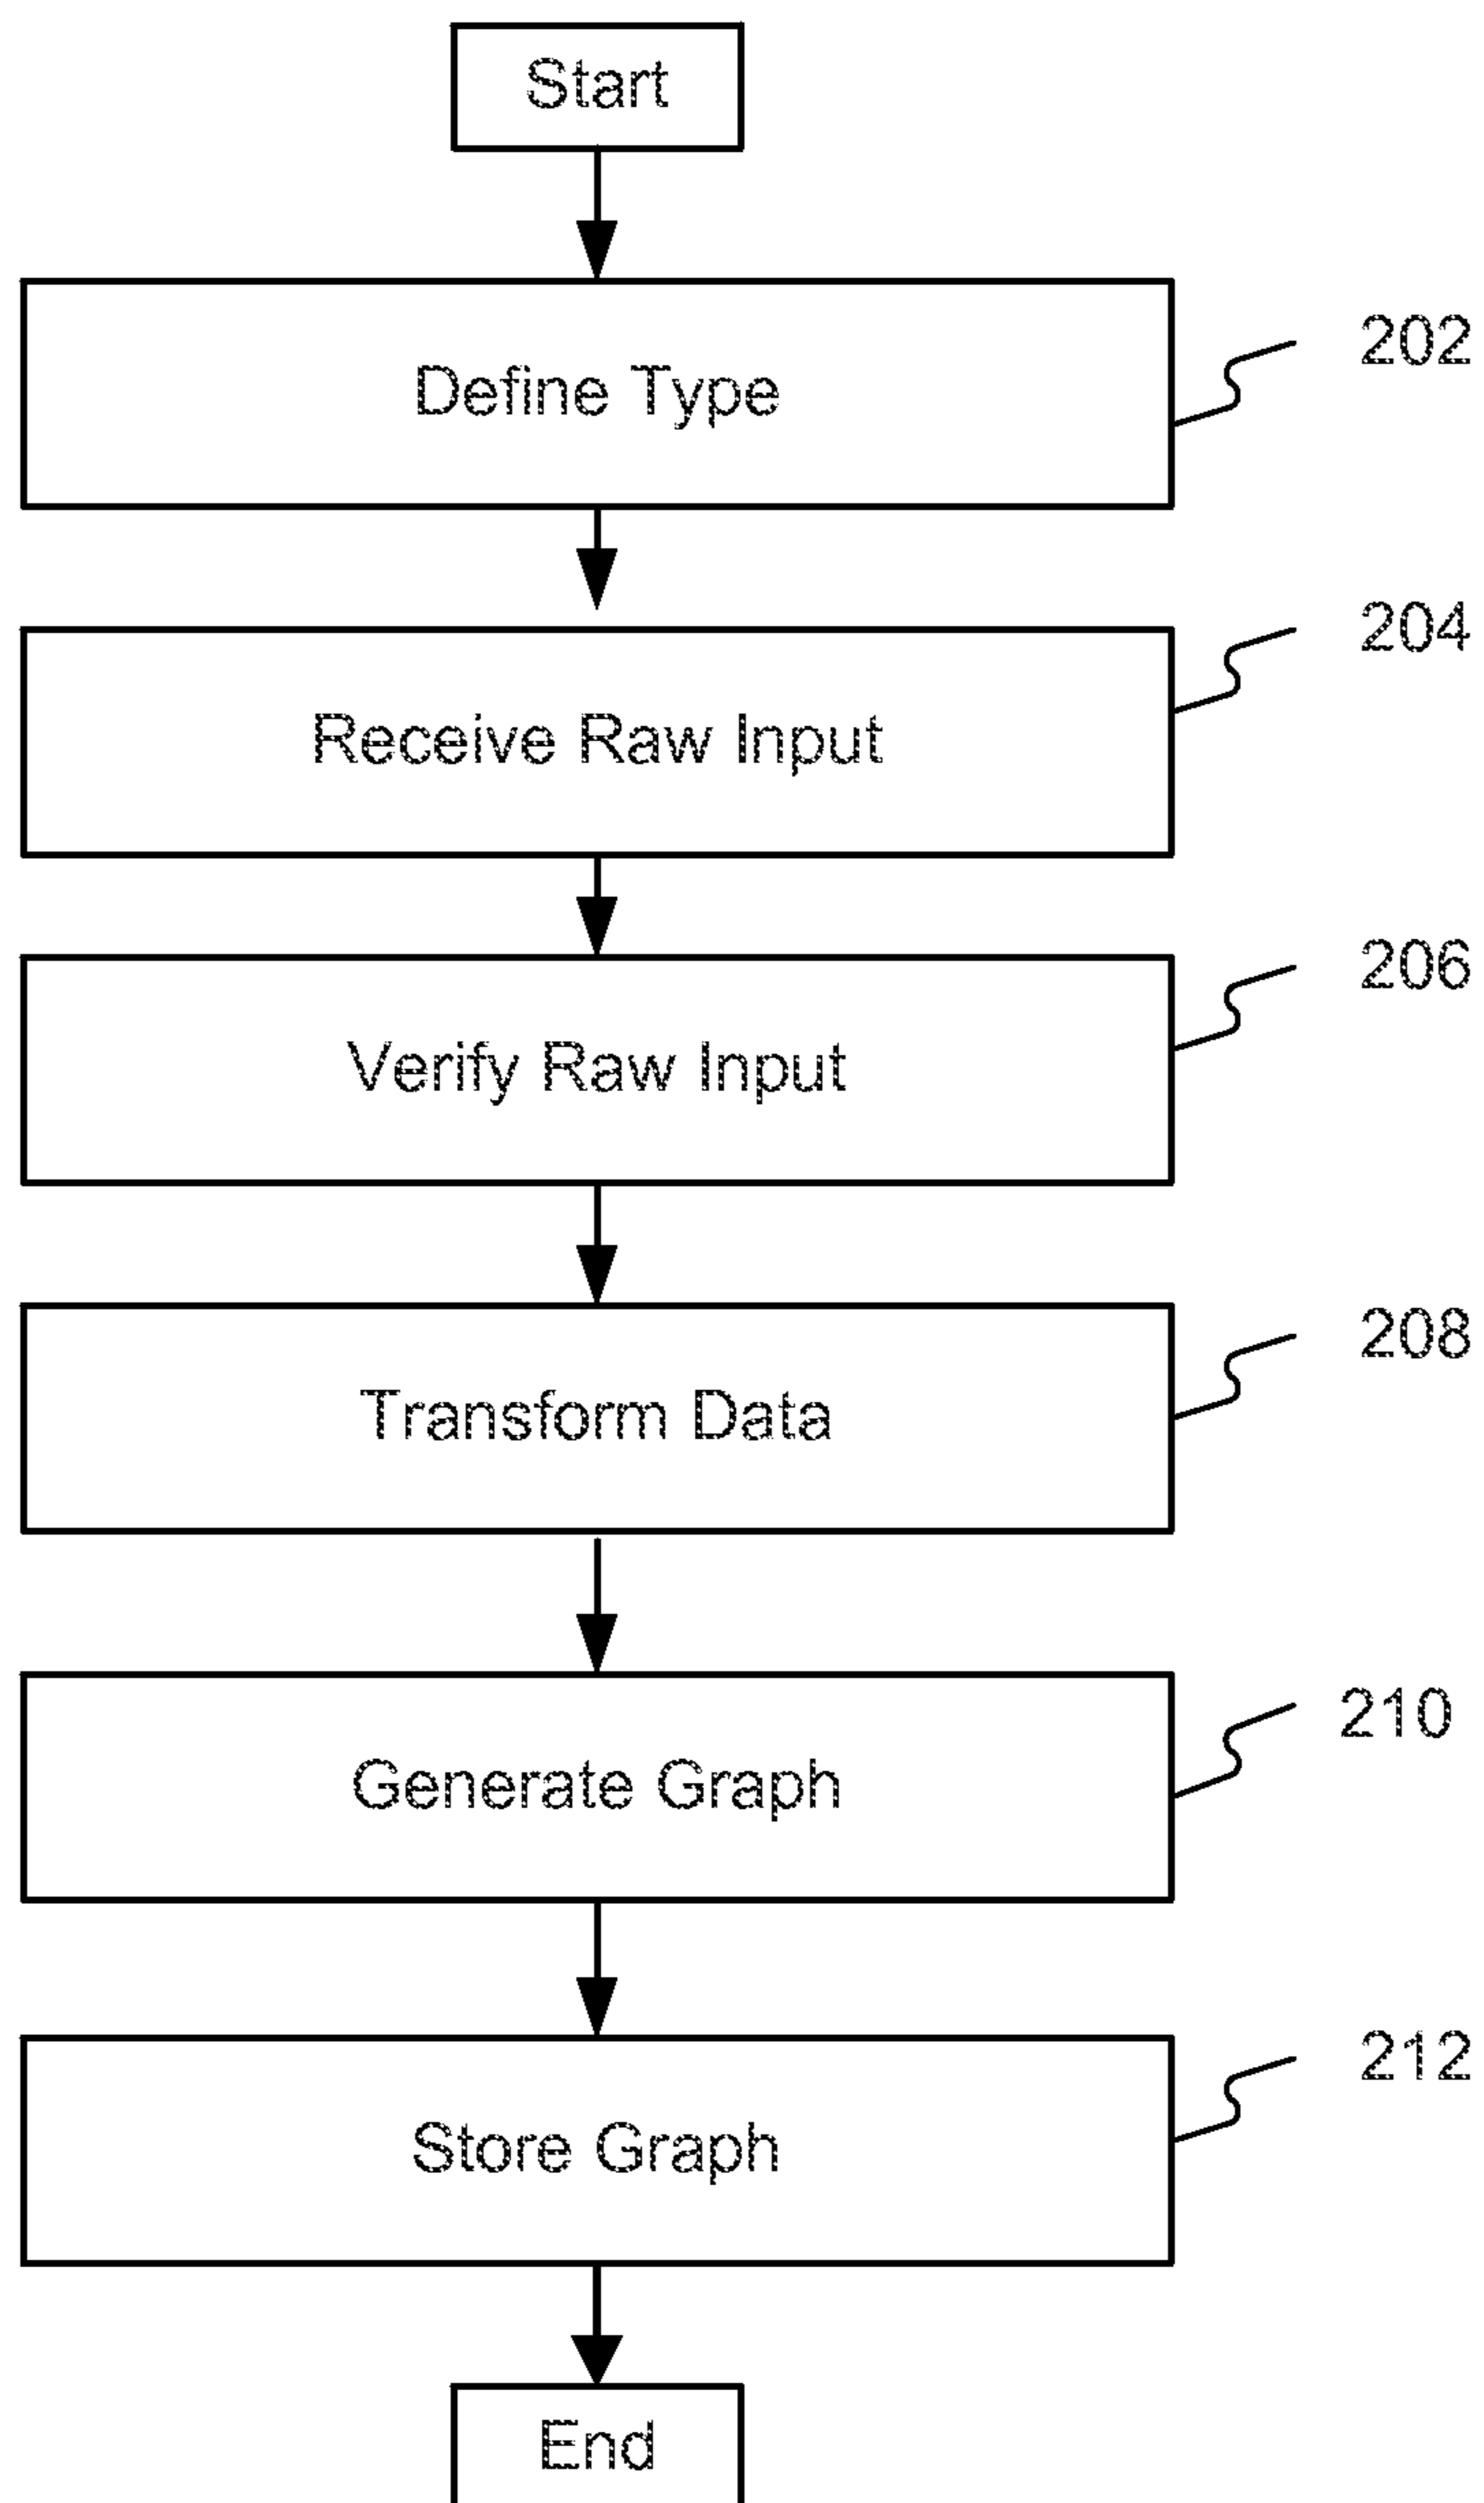 Start
Define Type
202
Receive Raw Input
204
Verify Raw Input
206
Transform Data
208
Generate Graph
210
Store Graph
212
End